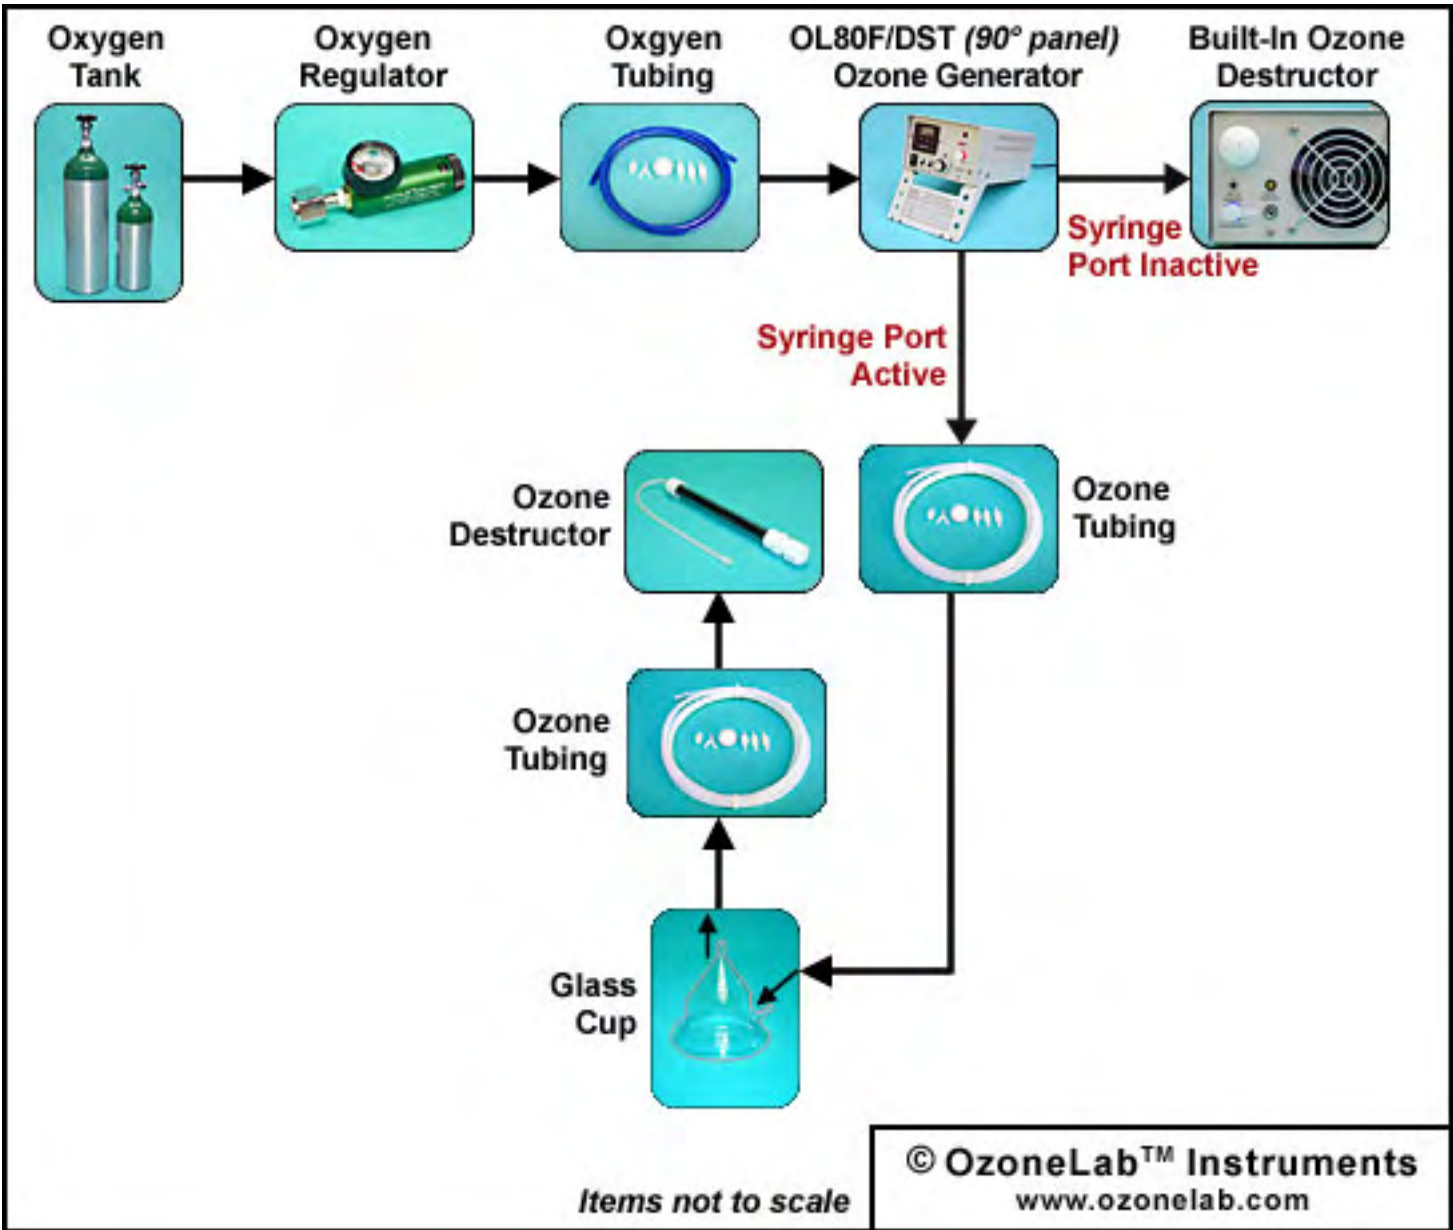 Oxygen
Tank
Oxygen
Regulator
Oxgyen
Tubing
OL80F/DST (90° panel)
Ozone Generator
Built-In Ozone
Destructor
Syringe
Port Inactive
Syringe Port
Active
Ozone
Destructor
Ozone
Tubing
Ozone
Tubing
Glass
Cup
Items not to scale
© OzoneLab™ Instruments
www.ozonelab.com